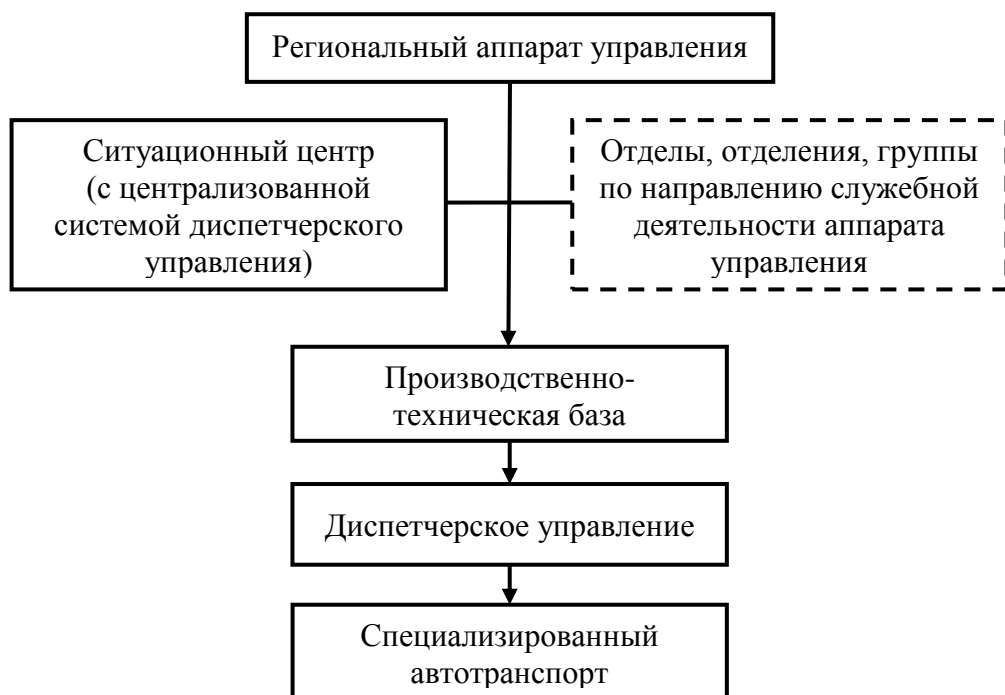 Региональный аппарат управления
Ситуационный центр
(с централизованной
системой диспетчерского
управления)
Отделы, отделения, группы
по направлению служебной
деятельности аппарата
управления
Производственно-
техническая база
Диспетчерское управление
Специализированный
автотранспорт